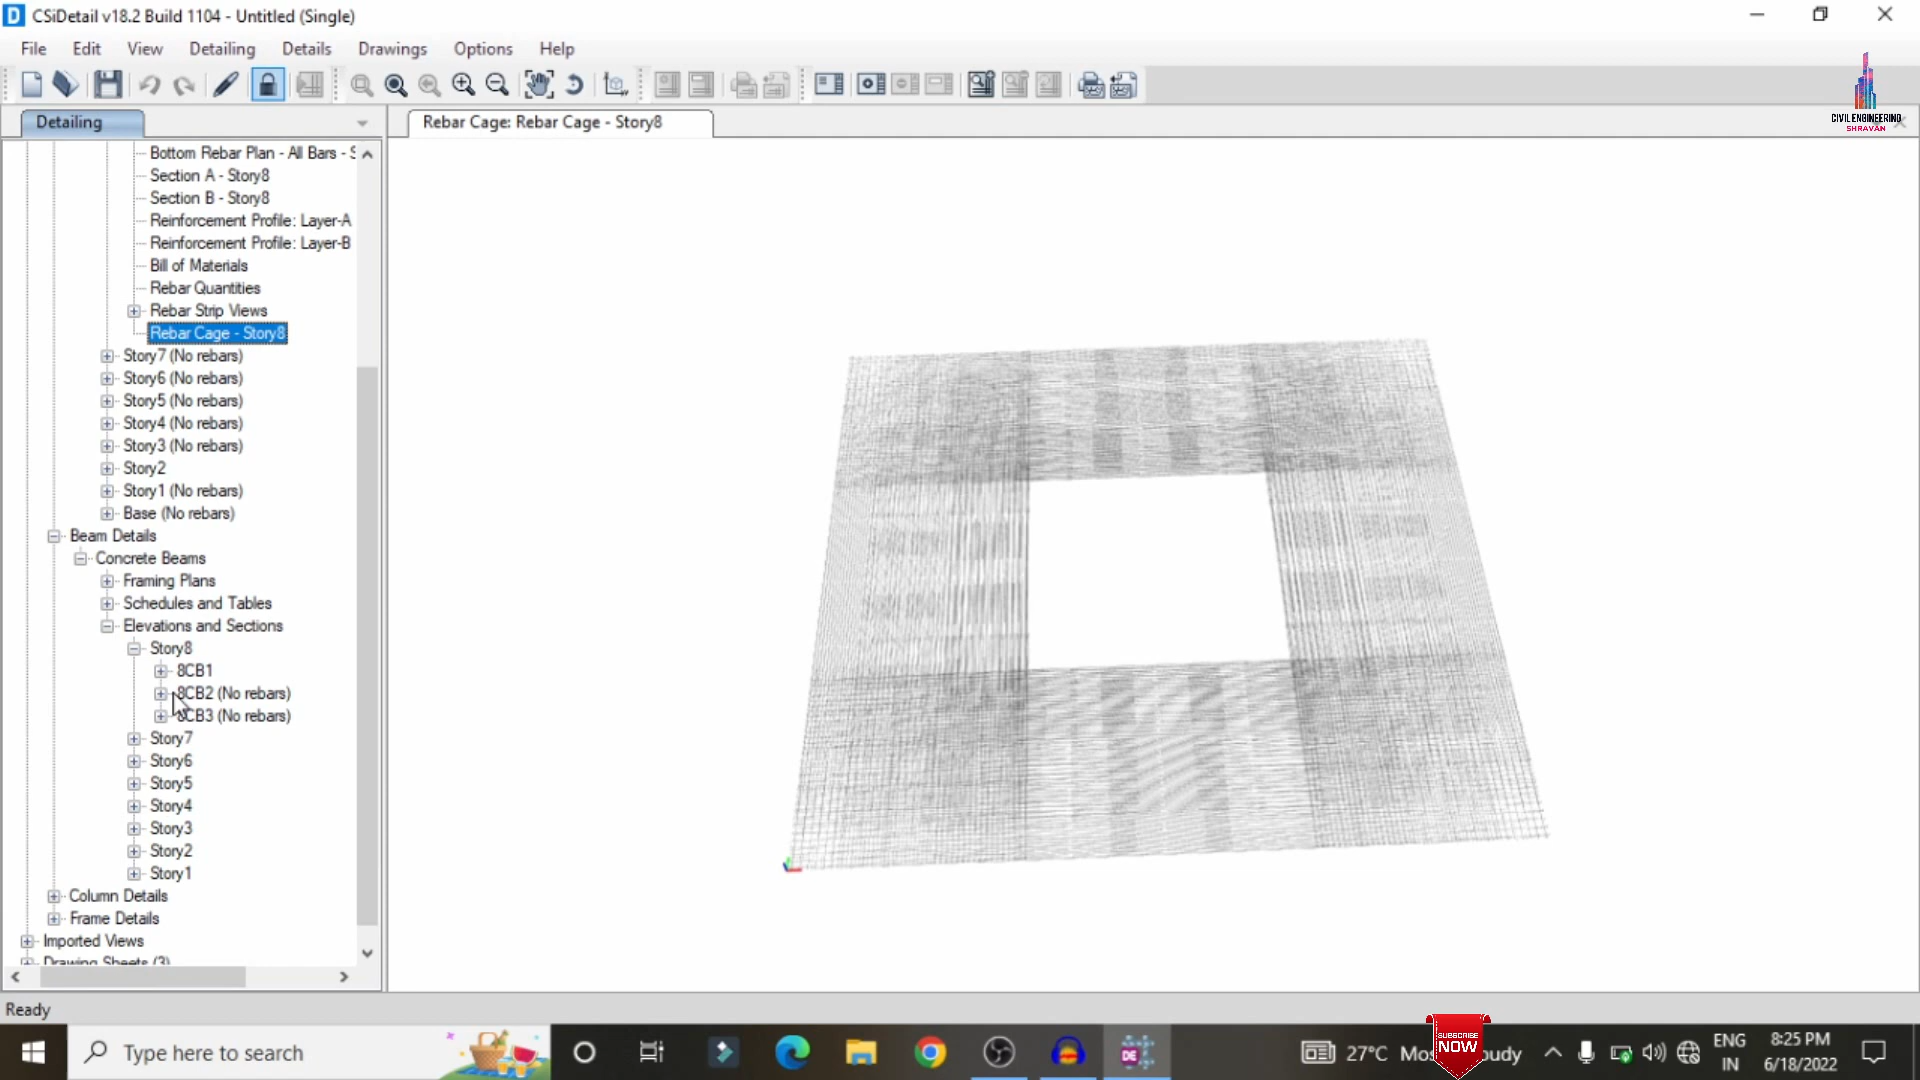 CSiDetail v18.2 Build 1104 - Untitled (Single)
File Edit View Detailing Details Drawings Options Help
CIVIL ENGINEERING
SHRAVAN
Detailing
Rebar Cage: Rebar Cage - Story8
Bottom Rebar Plan - All Bars - S
Section A - Story8
Section B - Story8
Reinforcement Profile: Layer-A
Reinforcement Profile: Layer-B
Bill of Materials
Rebar Quantities
Rebar Strip Views
Rebar Cage - Story8
Story7 (No rebars)
Story6 (No rebars)
Story5 (No rebars)
Story4 (No rebars)
Story3 (No rebars)
Story2
Story1 (No rebars)
Base (No rebars)
Beam Details
Concrete Beams
Framing Plans
Schedules and Tables
Elevations and Sections
Story8
8CB1
8CB2 (No rebars)
8CB3 (No rebars)
Story7
Story6
Story5
Story4
Story3
Story2
Story1
Column Details
Frame Details
Imported Views
Drawing Sheets (3)
Ready
Type here to search
DE
27°C
SUBSCRIBE
NOW
ENG
IN
8:25 PM
6/18/2022